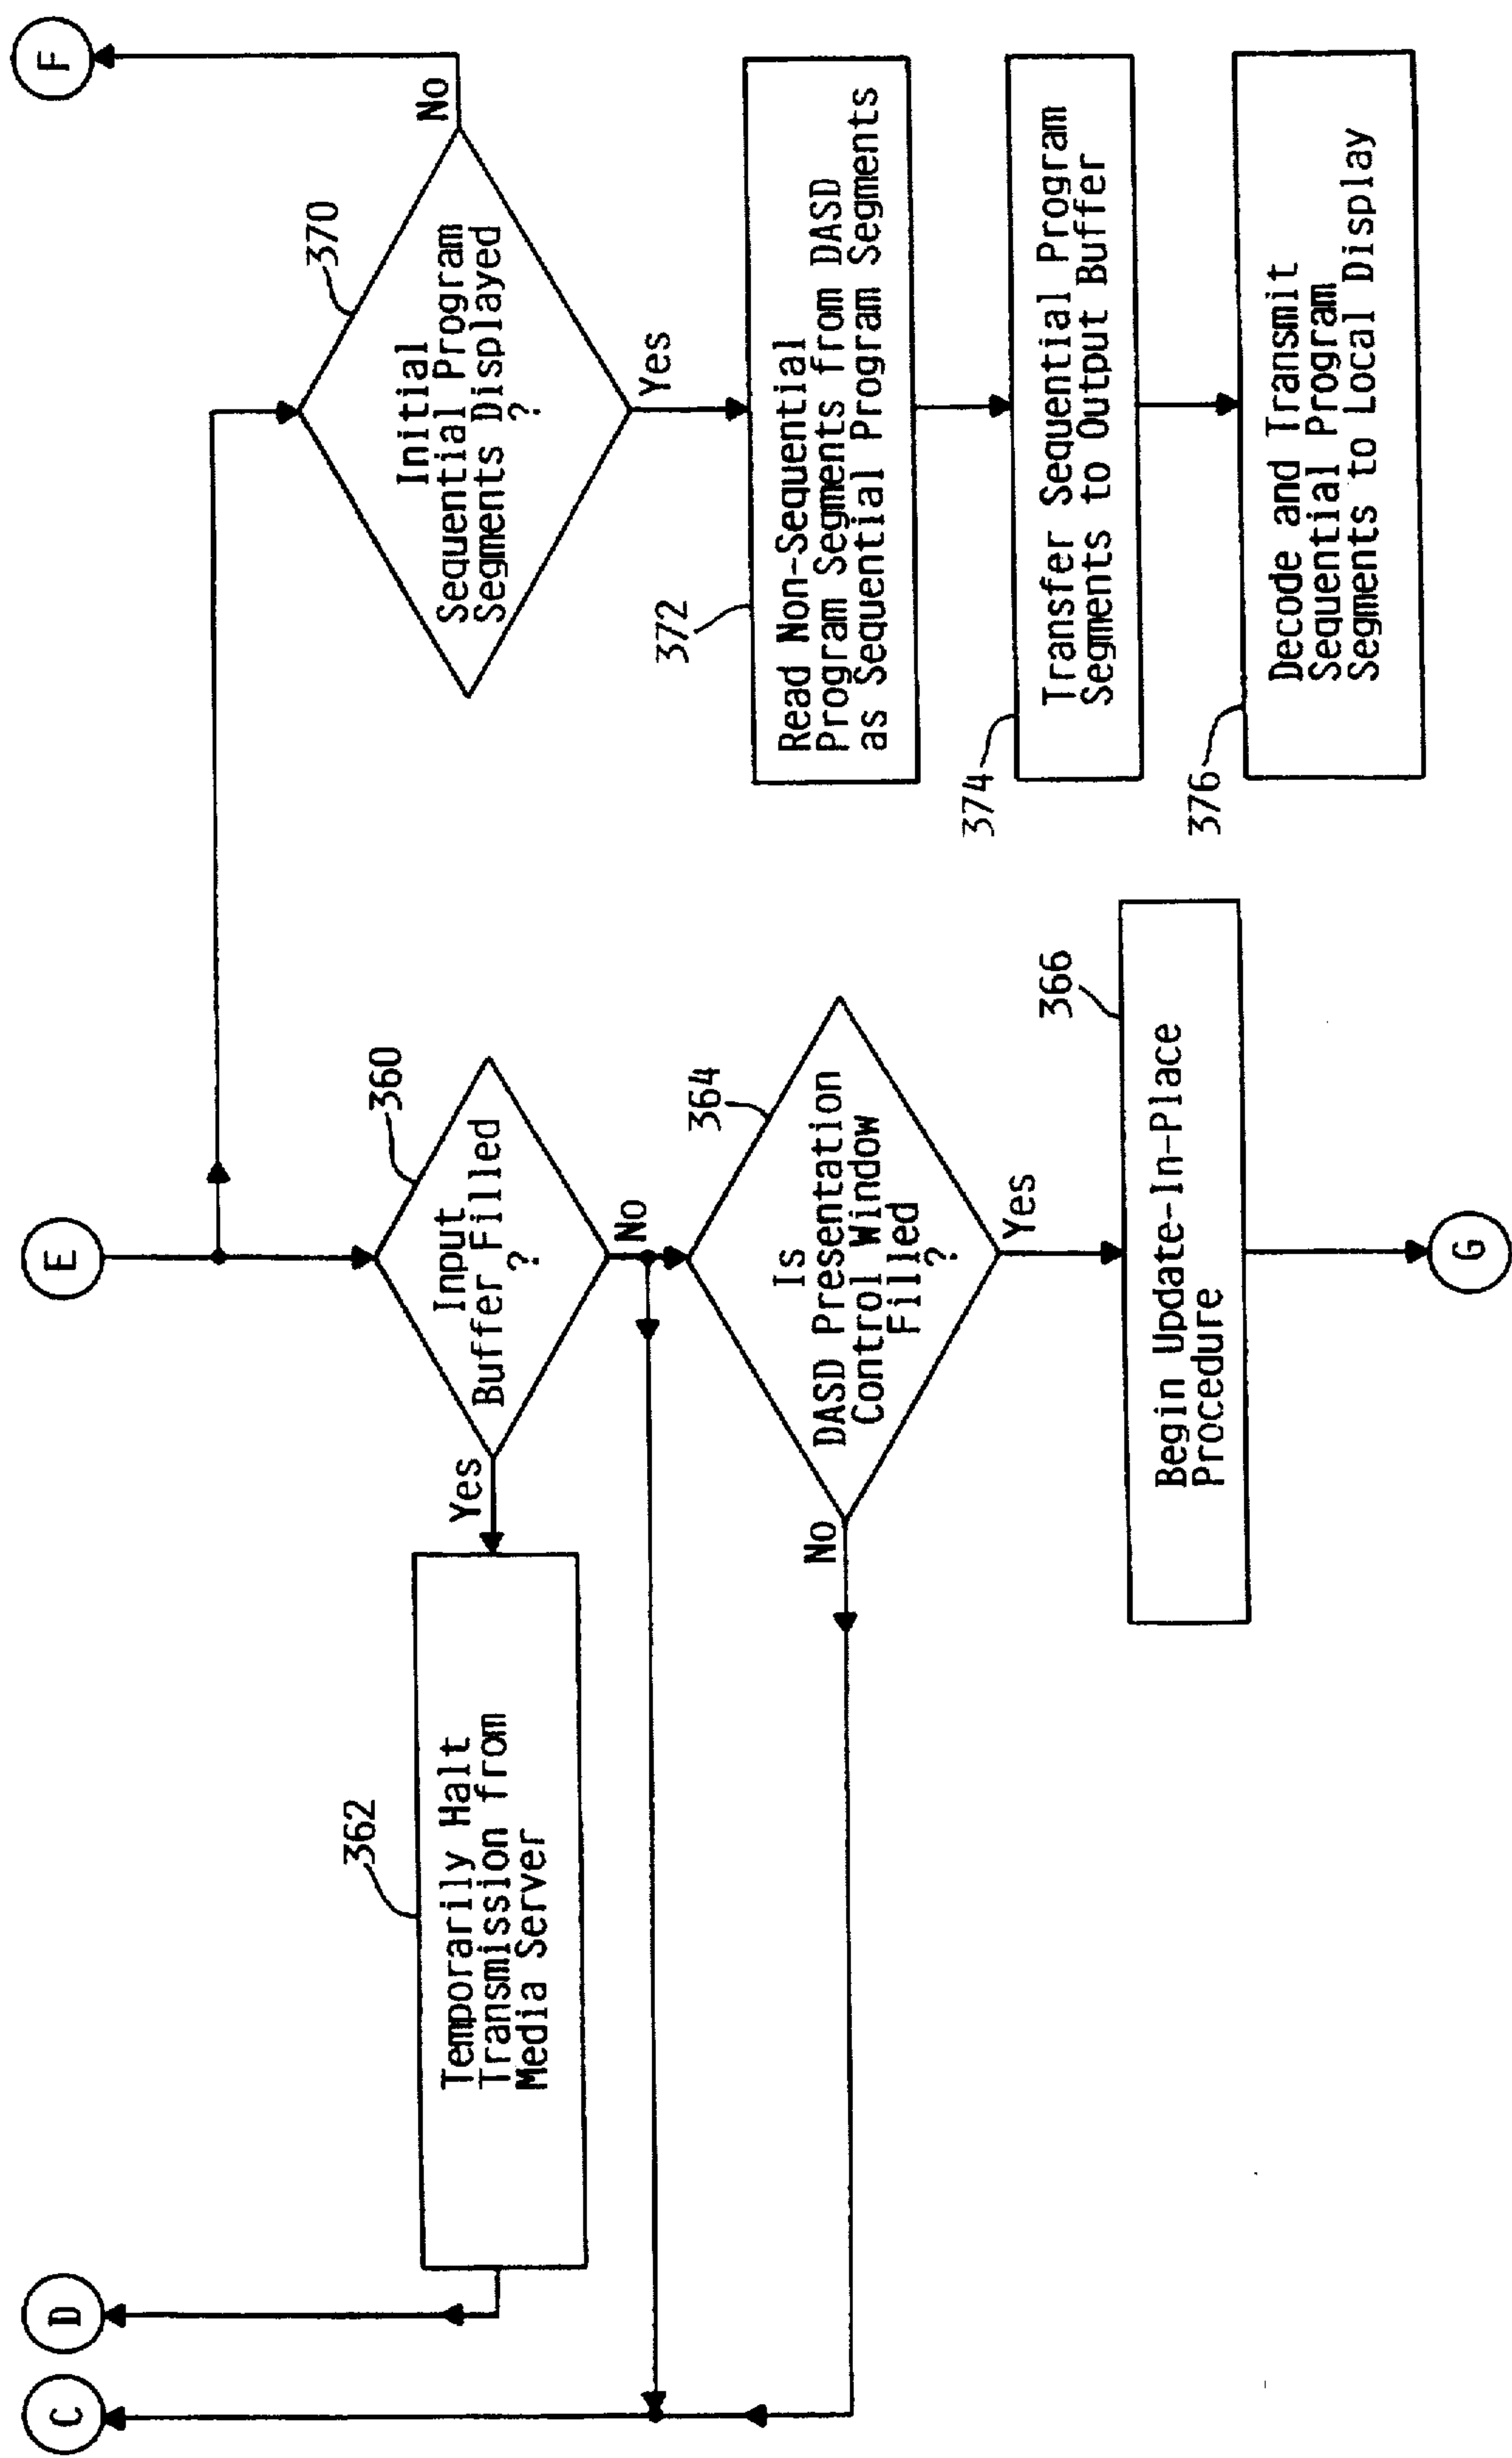 C
D
E
F
362
Temporarily Halt
Transmission from
Media Server
Yes
360
Input
Buffer Filled
?
No
364
Is
DASD Presentation
Control Window
Filled
?
No
Yes
366
Begin Update-In-Place
Procedure
G
370
Initial
Sequential Program
Segments Displayed
?
No
Yes
372
Read Non-Sequential
Program Segments from DASD
as Sequential Program Segments
374
Transfer Sequential Program
Segments to Output Buffer
376
Decode and Transmit
Sequential Program
Segments to Local Display